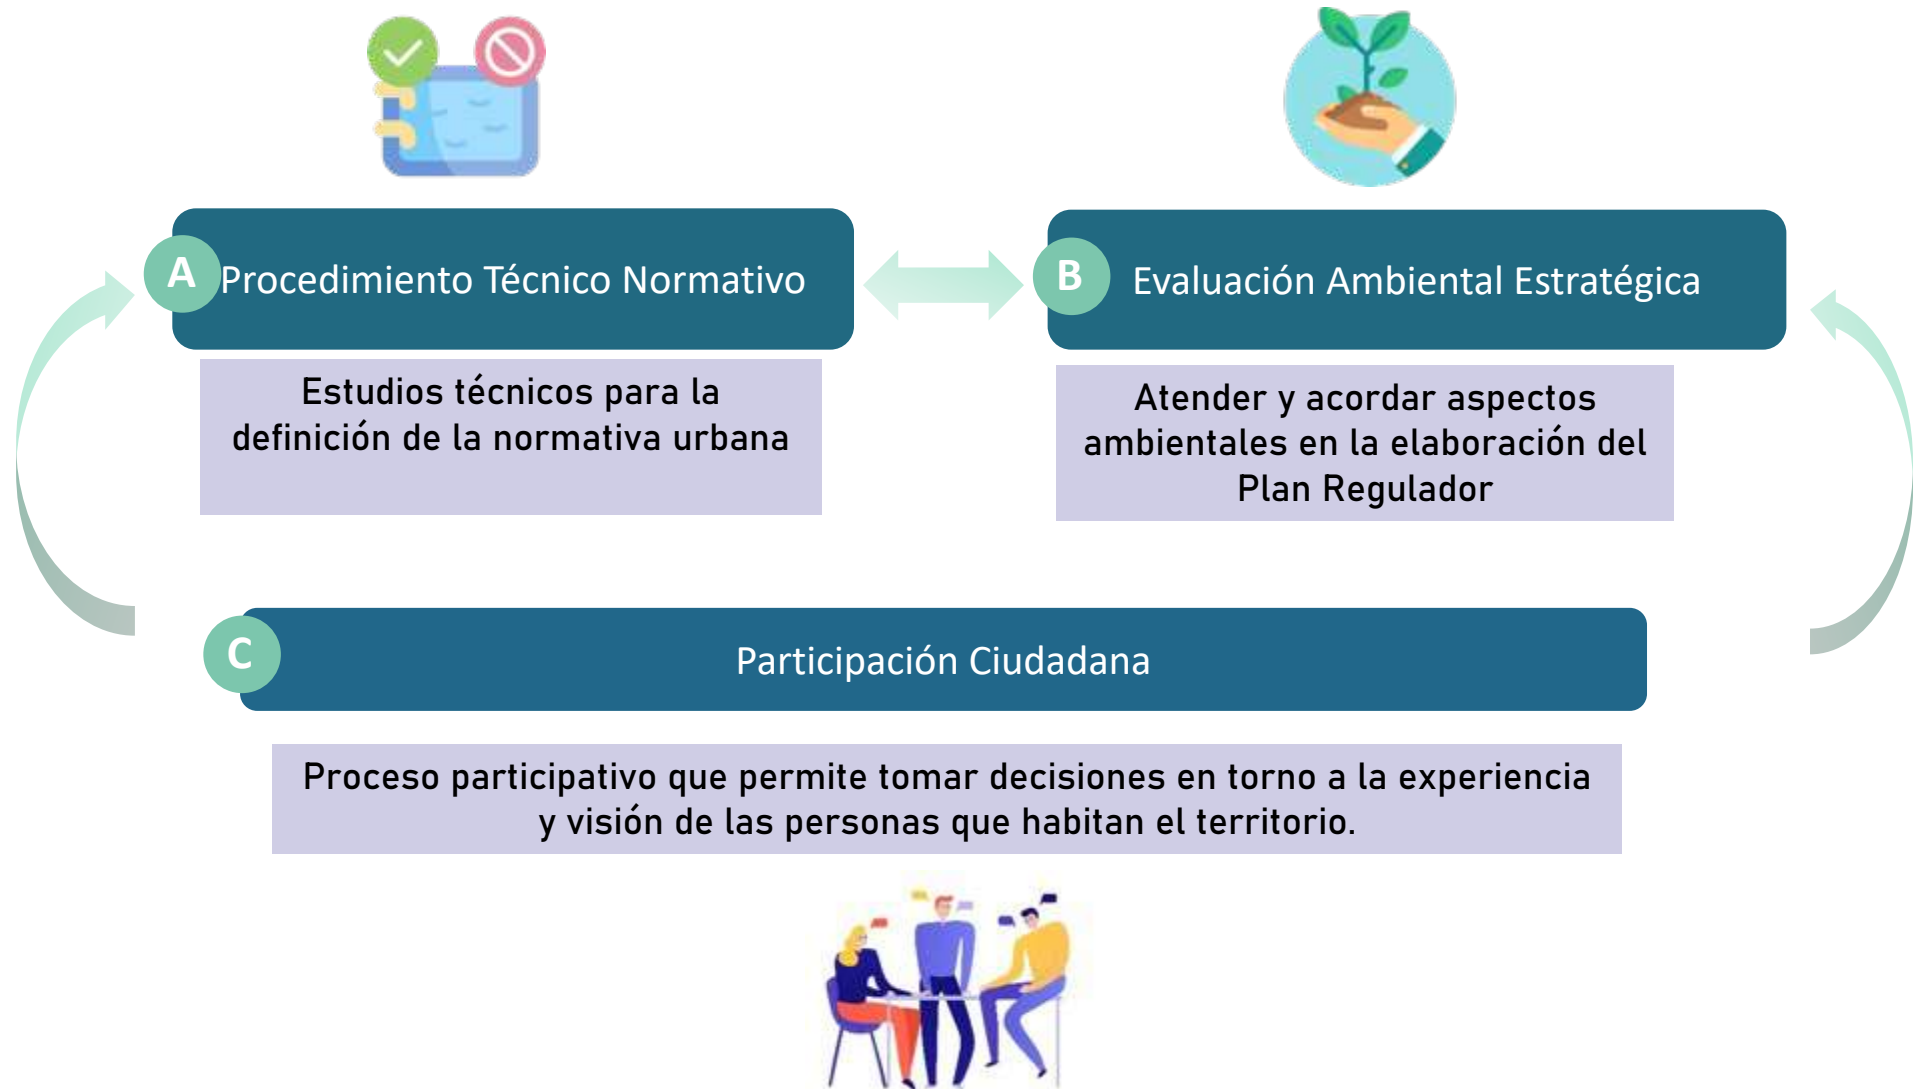 A
Procedimiento Técnico Normativo
B
Evaluación Ambiental Estratégica
Estudios técnicos para la
definición de la normativa urbana
Atender y acordar aspectos
ambientales en la elaboración del
Plan Regulador
C
Participación Ciudadana
Proceso participativo que permite tomar decisiones en torno a la experiencia
y visión de las personas que habitan el territorio.